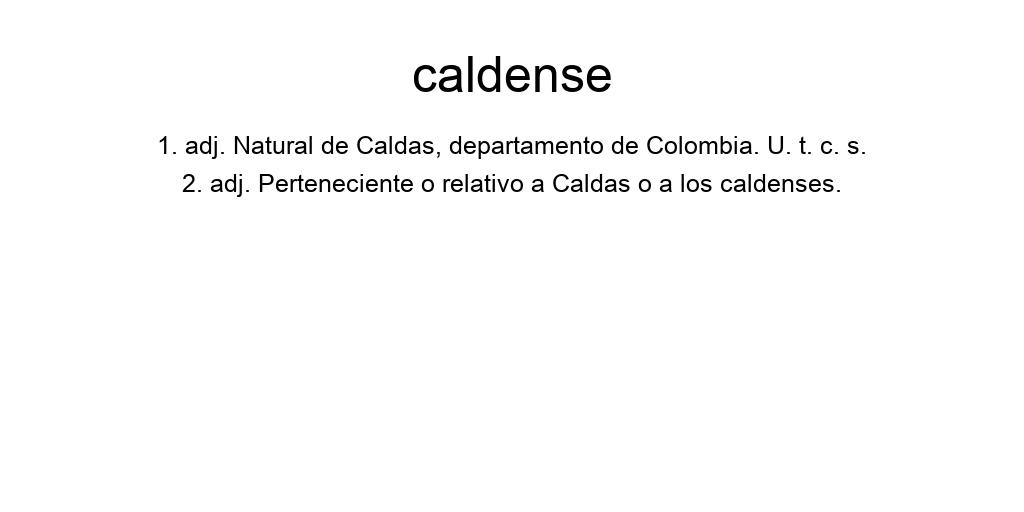 caldense
1. adj. Natural de Caldas, departamento de Colombia. U. t. c. s.
2. adj. Perteneciente o relativo a Caldas o a los caldenses.